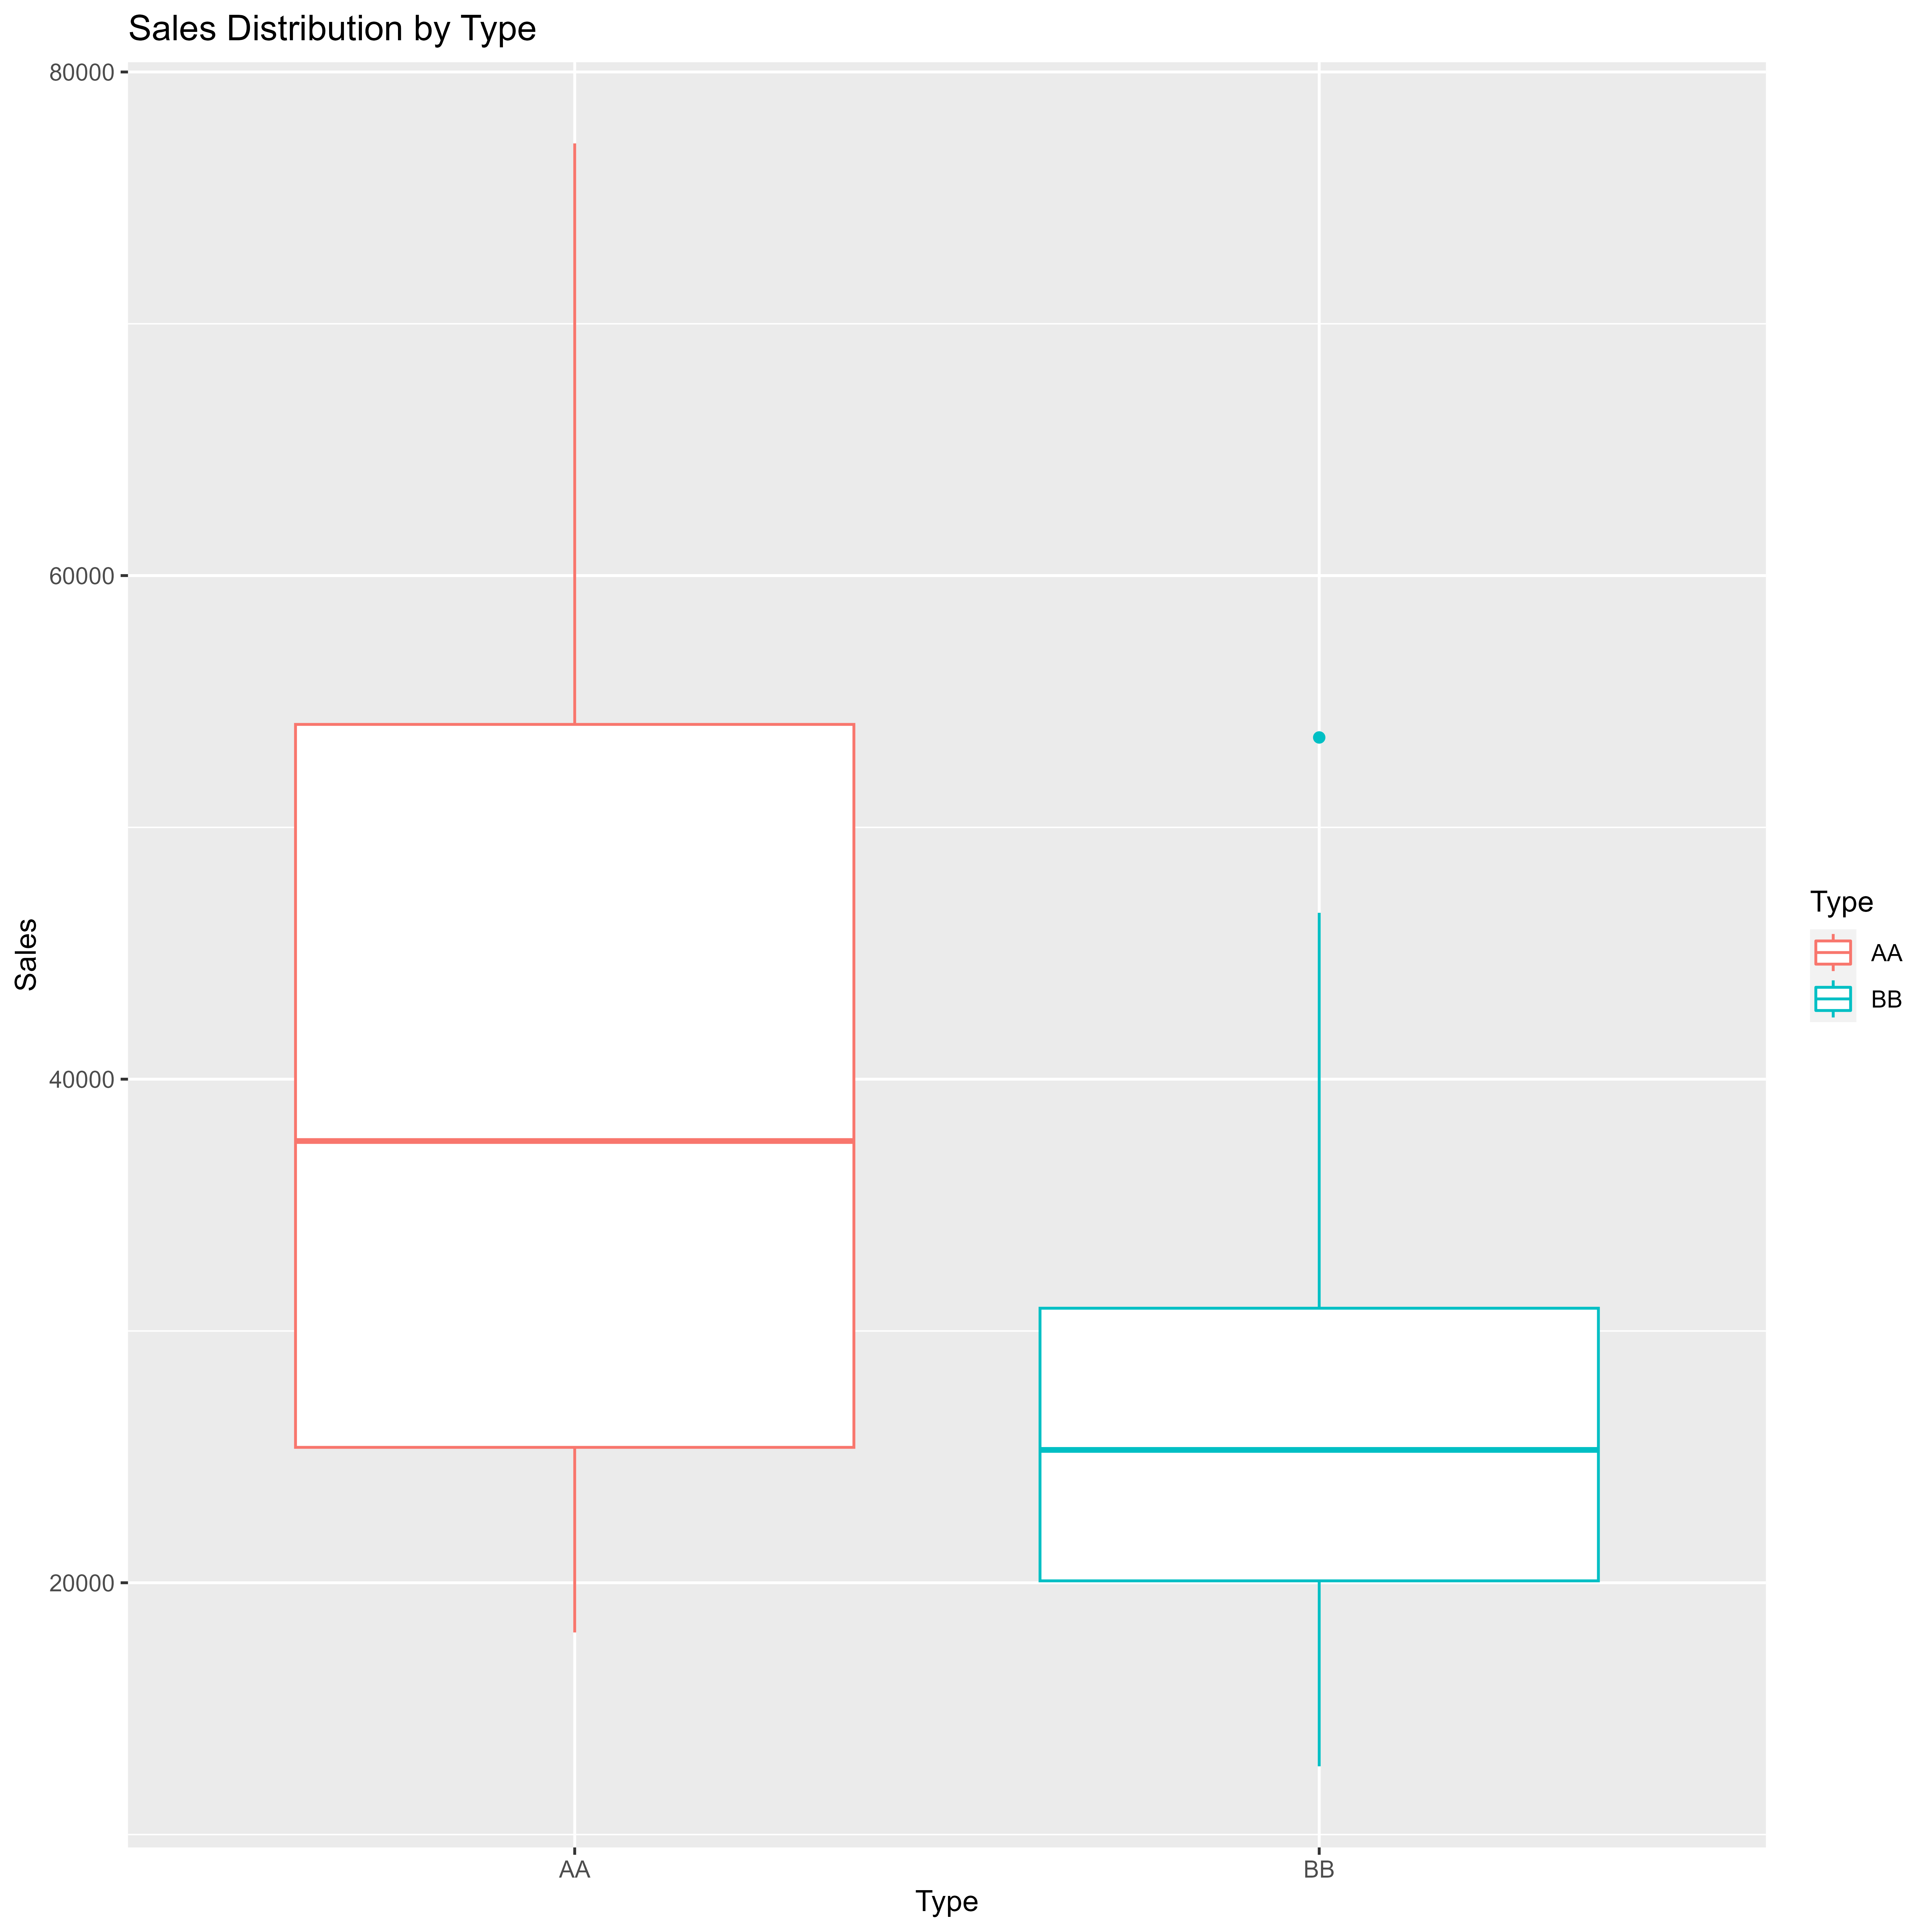 Sales Distribution by Type
80000
60000
40000
20000
Sales
AA
BB
Type
Type
AA
BB